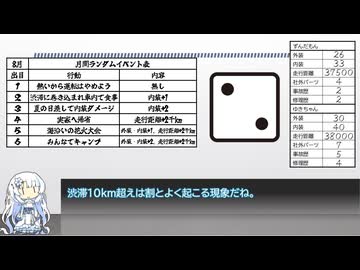 8月 月間ランダムイベント表
出目 行動 内容
1 熱いから運転はやめよう 無し
2 渋滞に巻き込まれ車内で食事 内装+1
3 夏の日差しで内装ダメージ 内装+2
4 実家へ帰省 走行距離+2千km
5 湖沿いの花火大会 外装・内装+1、走行距離+2千km
6 みんなでキャンプ 外装・内装+2、走行距離+2千km
ずんだもん
外装 26
内装 33
走行距離 37500
社外パーツ 4
事故歴 2
修理歴 2
ゆきちゃん
外装 30
内装 40
走行距離 38000
社外パーツ 7
事故歴 5
修理歴 4
渋滞10km超えは割とよく起こる現象だね。